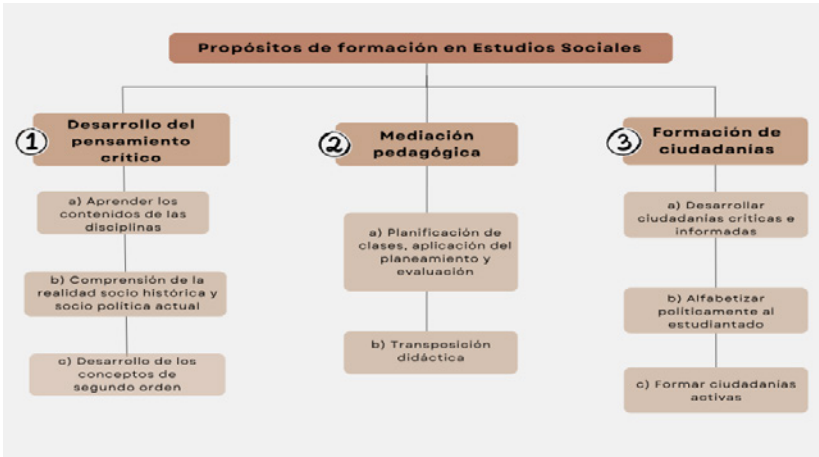 Propósitos de formación en Estudios Sociales
1
Desarrollo del
pensamiento
crítico
a) Aprender los
contenidos de las
disciplinas
b) Comprensión de la
realidad socio histórica y
socio política actual
c) Desarrollo de los
conceptos de
segundo orden
2
Mediación
pedagógica
a) Planificación de
clases, aplicación del
planeamiento y
evaluación
b) Transposición
didáctica
3
Formación de
ciudadanías
a) Desarrollar
ciudadanías críticas e
informadas
b) Alfabetizar
políticamente al
estudiantado
c) Formar ciudadanías
activas